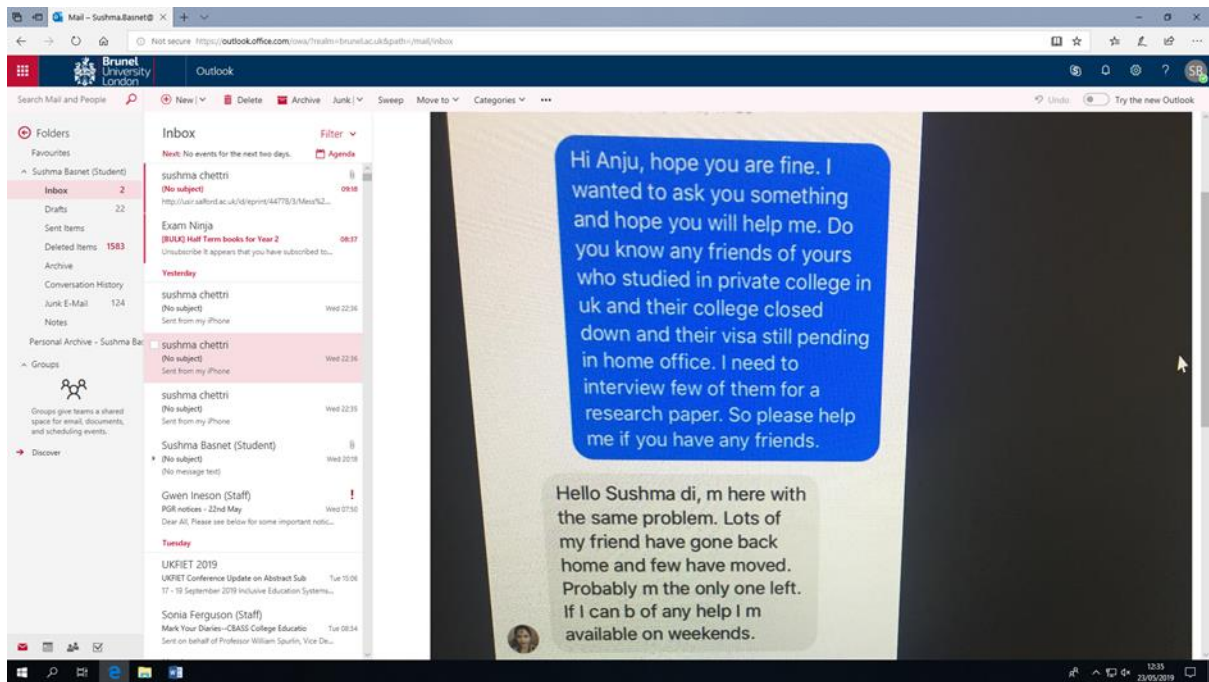 Mail – Sushma.Basnet@
Not secure https://outlook.office.com/owa/?realm=brunel.ac.uk&path=/mail/inbox
Brunel
University
London
Outlook
SB
Search Mail and People
New
Delete
Archive
Junk
Sweep
Move to
Categories
Undo
Try the new Outlook
Folders
Favourites
Sushma Basnet (Student)
Inbox 2
Drafts 22
Sent Items
Deleted Items 1583
Archive
Conversation History
Junk E-Mail 124
Notes
Personal Archive - Sushma Bas
Groups
Groups give teams a shared
space for email, documents,
and scheduling events.
Discover
Inbox
Filter
Next: No events for the next two days.
Agenda
sushma chettri
(No subject) 09:18
http://usir.salford.ac.uk/id/eprint/44778/3/Mess%2...
Exam Ninja
[BULK] Half Term books for Year 2 08:37
Unsubscribe It appears that you have subscribed to...
Yesterday
sushma chettri
(No subject) Wed 22:36
Sent from my iPhone
sushma chettri
(No subject) Wed 22:36
Sent from my iPhone
sushma chettri
(No subject) Wed 22:35
Sent from my iPhone
Sushma Basnet (Student)
(No subject) Wed 20:18
(No message text)
Gwen Ineson (Staff)
PGR notices - 22nd May Wed 07:50
Dear All, Please see below for some important notic...
Tuesday
UKFIET 2019
UKFIET Conference Update on Abstract Sub Tue 15:06
17 - 19 September 2019 Inclusive Education Systems...
Sonia Ferguson (Staff)
Mark Your Diaries--CBASS College Educatio Tue 08:34
Sent on behalf of Professor William Spurlin, Vice De...
Hi Anju, hope you are fine. I
wanted to ask you something
and hope you will help me. Do
you know any friends of yours
who studied in private college in
uk and their college closed
down and their visa still pending
in home office. I need to
interview few of them for a
research paper. So please help
me if you have any friends.
Hello Sushma di, m here with
the same problem. Lots of
my friend have gone back
home and few have moved.
Probably m the only one left.
If I can b of any help I m
available on weekends.
12:35
23/05/2019